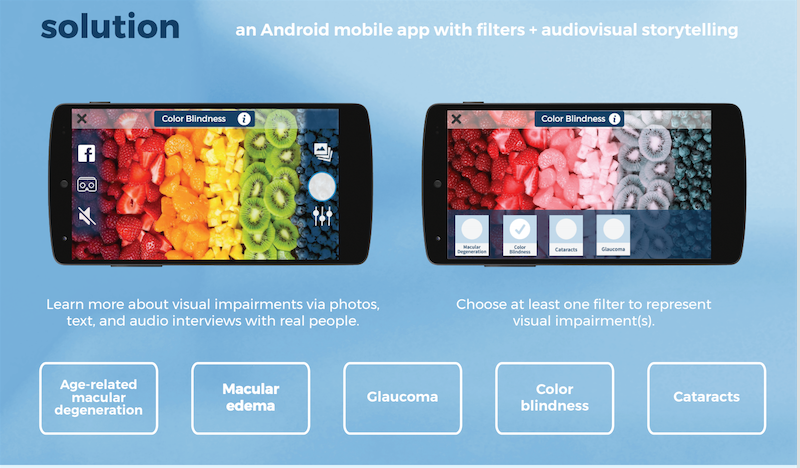 solution
an Android mobile app with filters + audiovisual storytelling
Color Blindness i
Color Blindness i
f
Macular
Degeneration
Color
Blindness
Cataracts
Glaucoma
Learn more about visual impairments via photos,
text, and audio interviews with real people.
Choose at least one filter to represent
visual impairment(s).
Age-related
macular
degeneration
Macular
edema
Glaucoma
Color
blindness
Cataracts